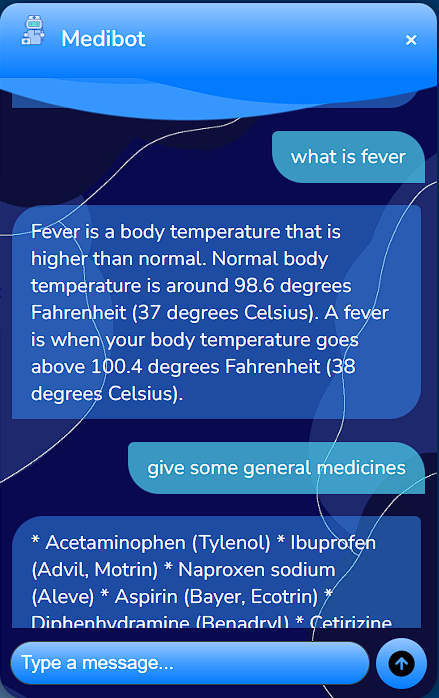 Medibot
×
what is fever
Fever is a body temperature that is
higher than normal. Normal body
temperature is around 98.6 degrees
Fahrenheit (37 degrees Celsius). A fever
is when your body temperature goes
above 100.4 degrees Fahrenheit (38
degrees Celsius).
give some general medicines
* Acetaminophen (Tylenol) * Ibuprofen
(Advil, Motrin) * Naproxen sodium
(Aleve) * Aspirin (Bayer, Ecotrin) *
Diphenhydramine (Benadryl) * Cetirizine
Type a message...